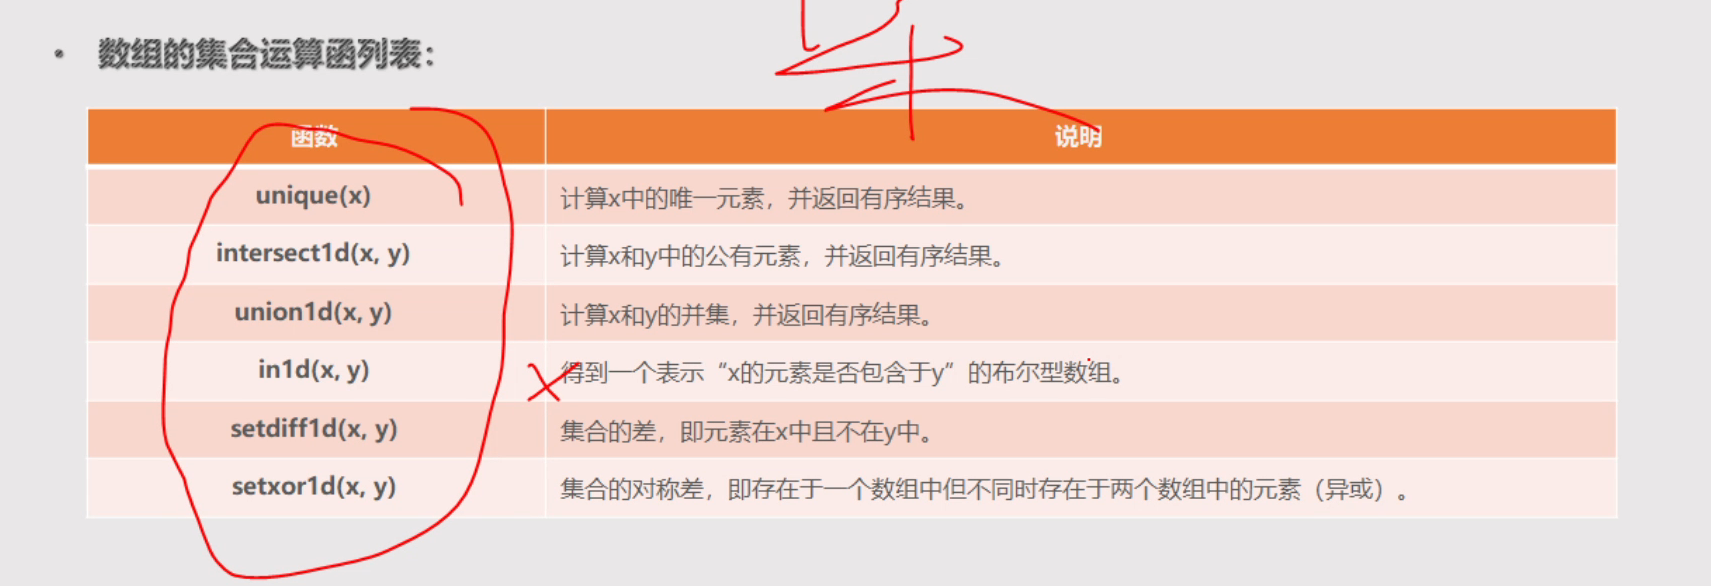 • 数组的集合运算函列表：
函数 说明
unique(x) 计算x中的唯一元素，并返回有序结果。
intersect1d(x, y) 计算x和y中的公有元素，并返回有序结果。
union1d(x, y) 计算x和y的并集，并返回有序结果。
in1d(x, y) 得到一个表示“x的元素是否包含于y”的布尔型数组。
setdiff1d(x, y) 集合的差，即元素在x中且不在y中。
setxor1d(x, y) 集合的对称差，即存在于一个数组中但不同时存在于两个数组中的元素（异或）。